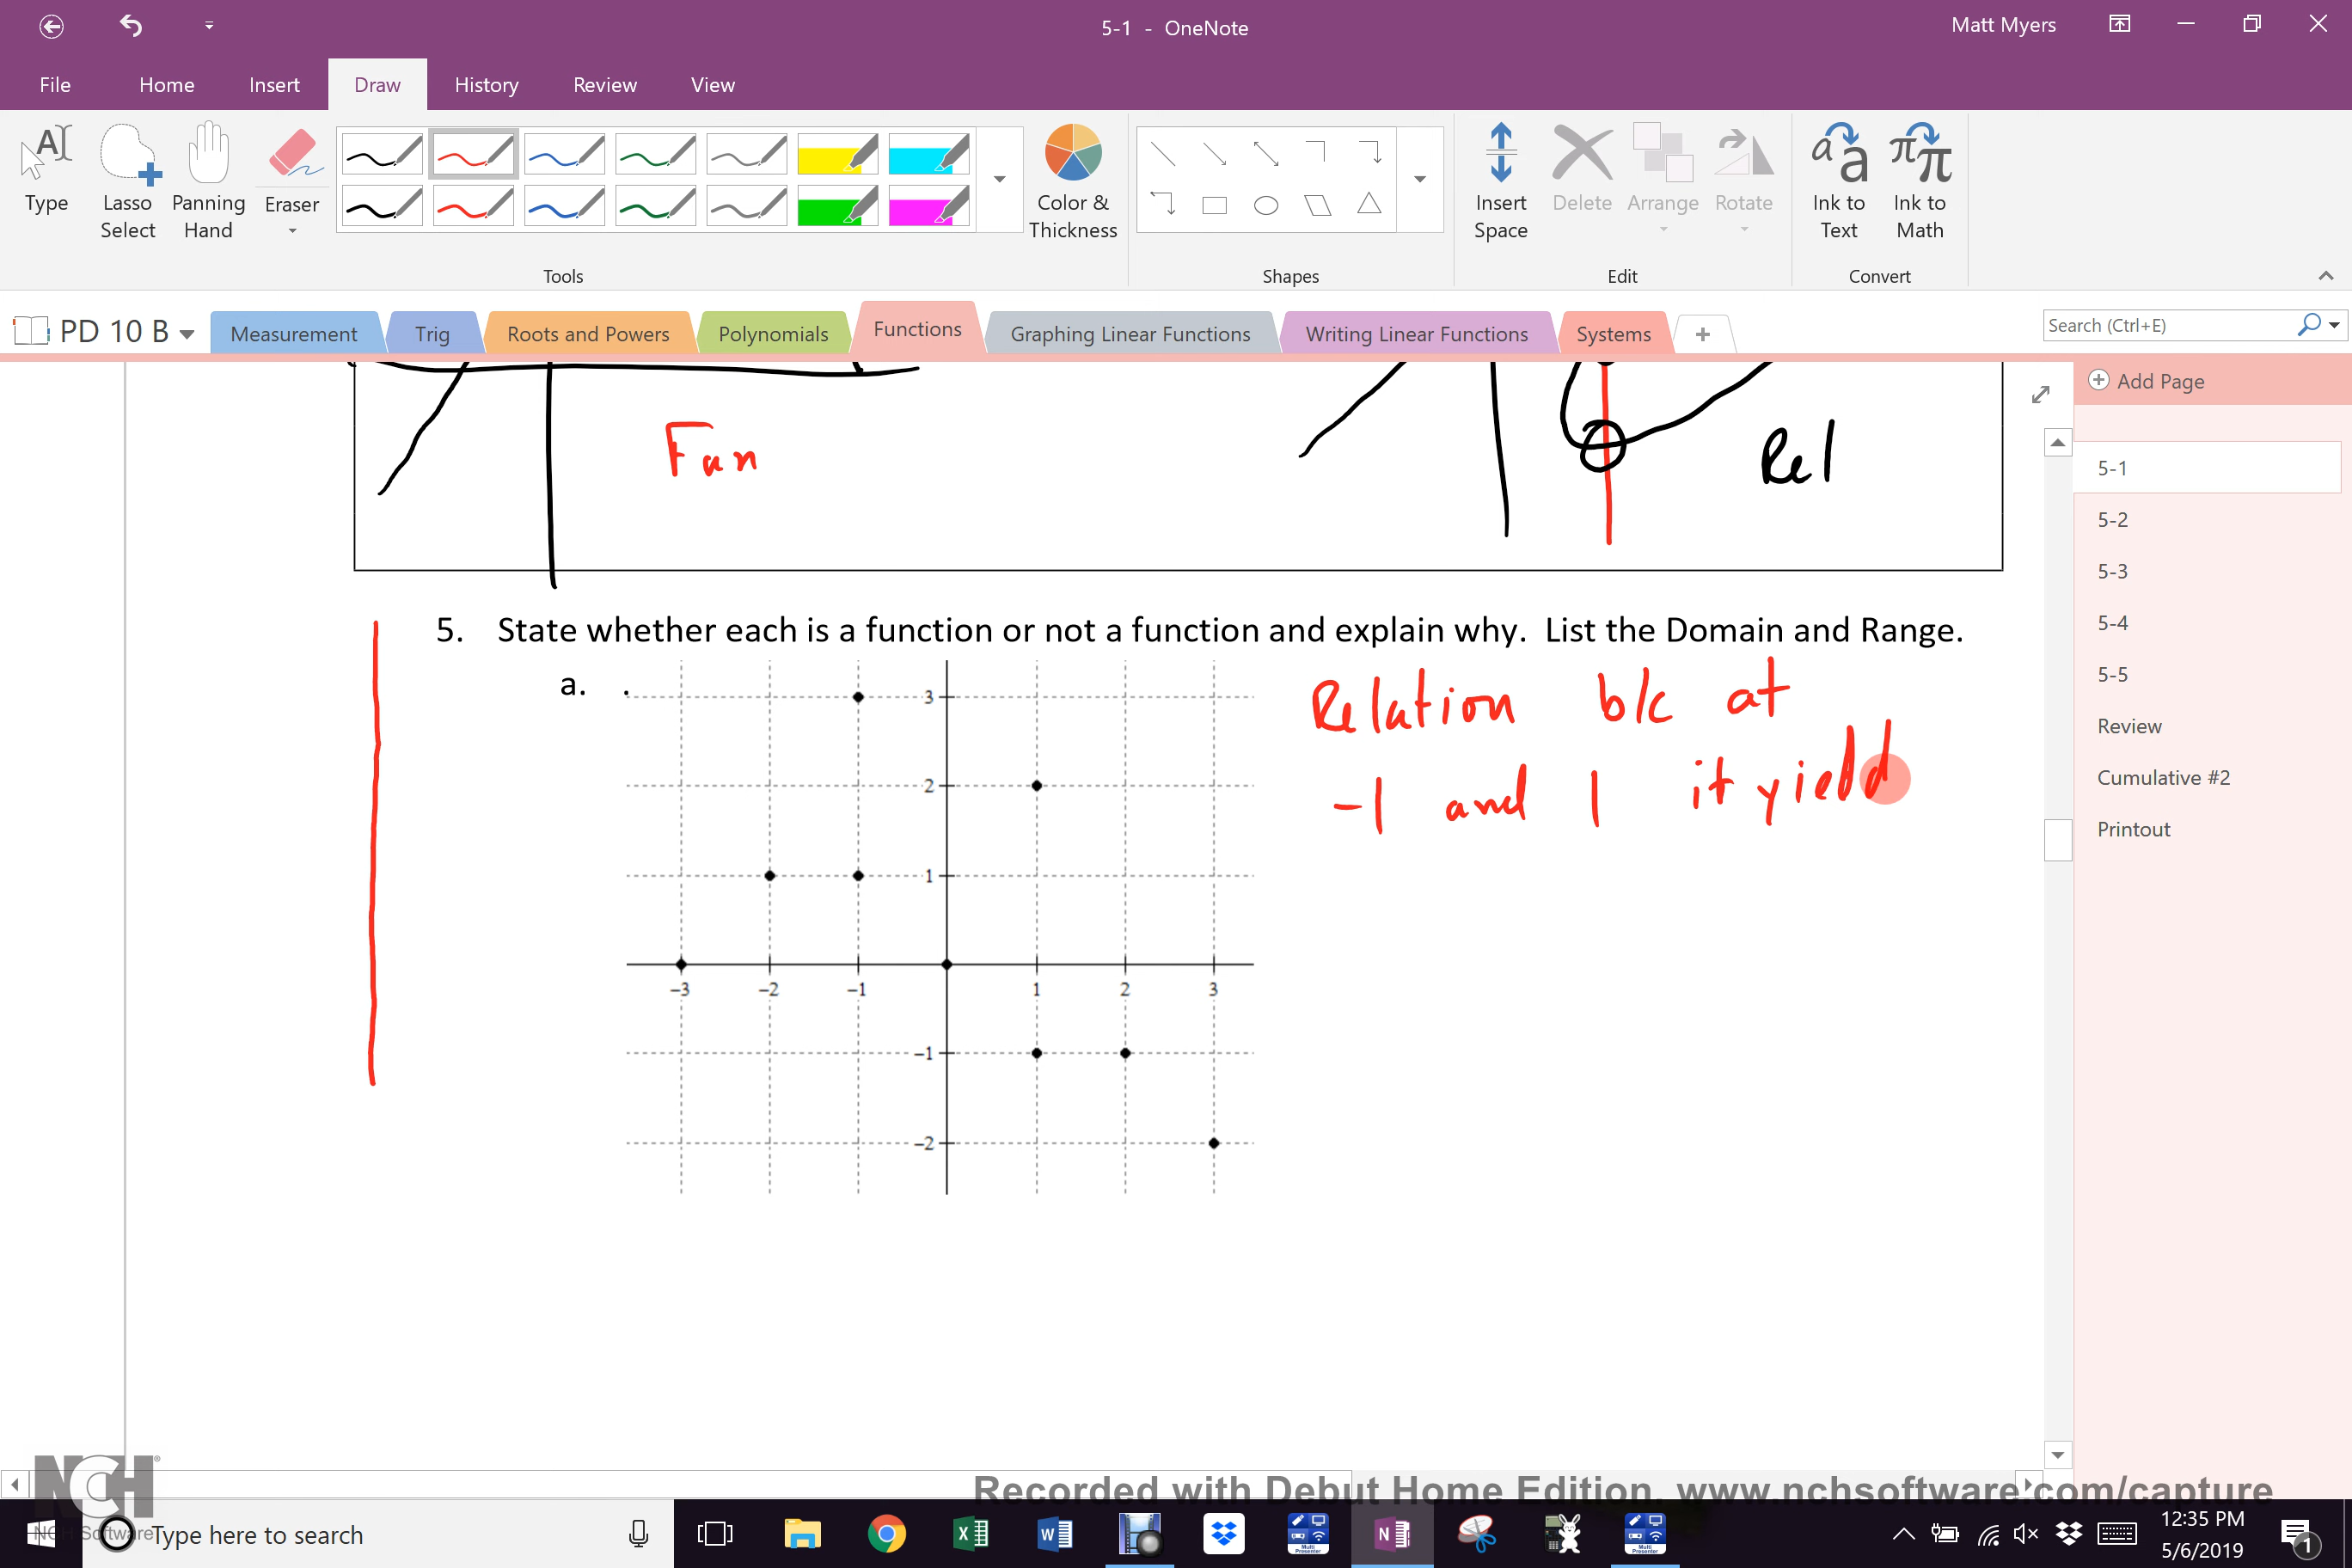 5-1 - OneNote
Matt Myers
File Home Insert Draw History Review View
Type
Lasso Select
Panning Hand
Eraser
Color & Thickness
Insert Space
Delete
Arrange
Rotate
Ink to Text
Ink to Math
Tools
Shapes
Edit
Convert
PD 10 B
Measurement Trig Roots and Powers Polynomials Functions Graphing Linear Functions Writing Linear Functions Systems +
Search (Ctrl+E)
Add Page
5-1
5-2
5-3
5-4
5-5
Review
Cumulative #2
Printout
Fun
Rel
5. State whether each is a function or not a function and explain why. List the Domain and Range.
a. .
Relation b/c at
-1 and 1 it yield
3
2
1
-3 -2 -1 1 2 3
-1
-2
NCH®
NCH Software
Recorded with Debut Home Edition. www.nchsoftware.com/capture
Type here to search
12:35 PM
5/6/2019
1